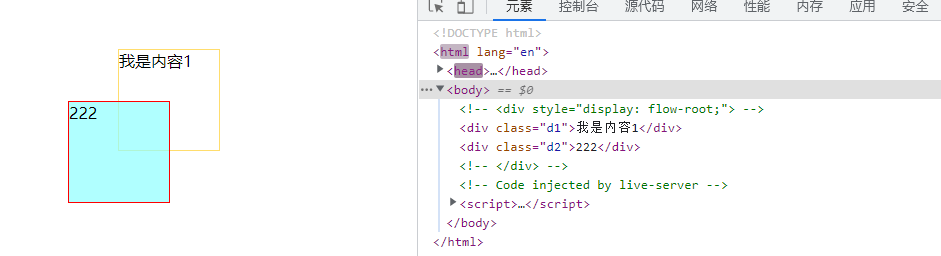 我是内容1
222
元素 控制台 源代码 网络 性能 内存 应用 安全
<!DOCTYPE html>
<html lang="en">
<head>…</head>
<body> == $0
<!-- <div style="display: flow-root;"> -->
<div class="d1">我是内容1</div>
<div class="d2">222</div>
<!-- </div> -->
<!-- Code injected by live-server -->
<script>…</script>
</body>
</html>